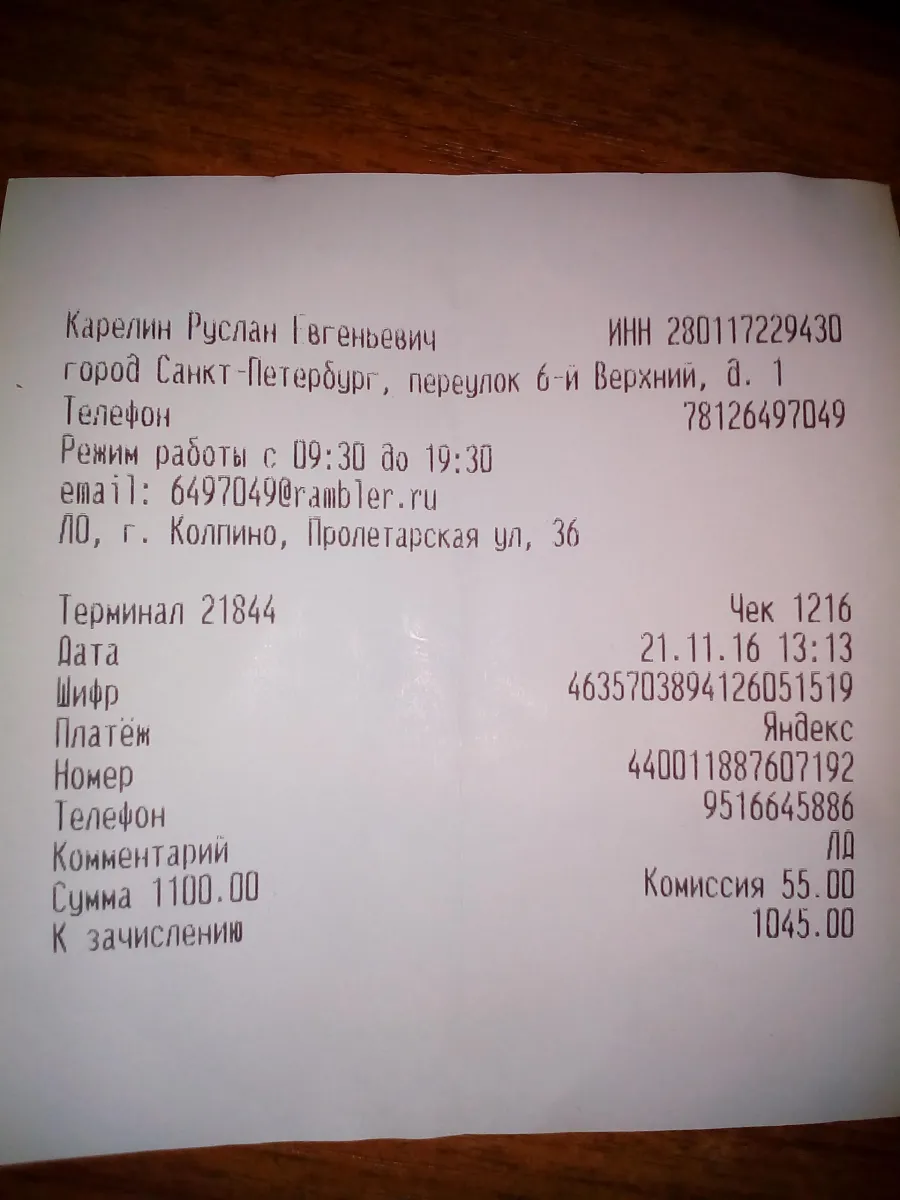 Карелин Руслан Евгеньевич ИНН 280117229430
город Санкт-Петербург, переулок 6-й Верхний, д. 1
Телефон 78126497049
Режим работы с 09:30 до 19:30
email: 6497049@rambler.ru
ЛО, г. Колпино, Пролетарская ул, 36
Терминал 21844 Чек 1216
Дата 21.11.16 13:13
Шифр 4635703894126051519
Платёж Яндекс
Номер 440011887607192
Телефон 9516645886
Комментарий ЛД
Сумма 1100.00 Комиссия 55.00
К зачислению 1045.00